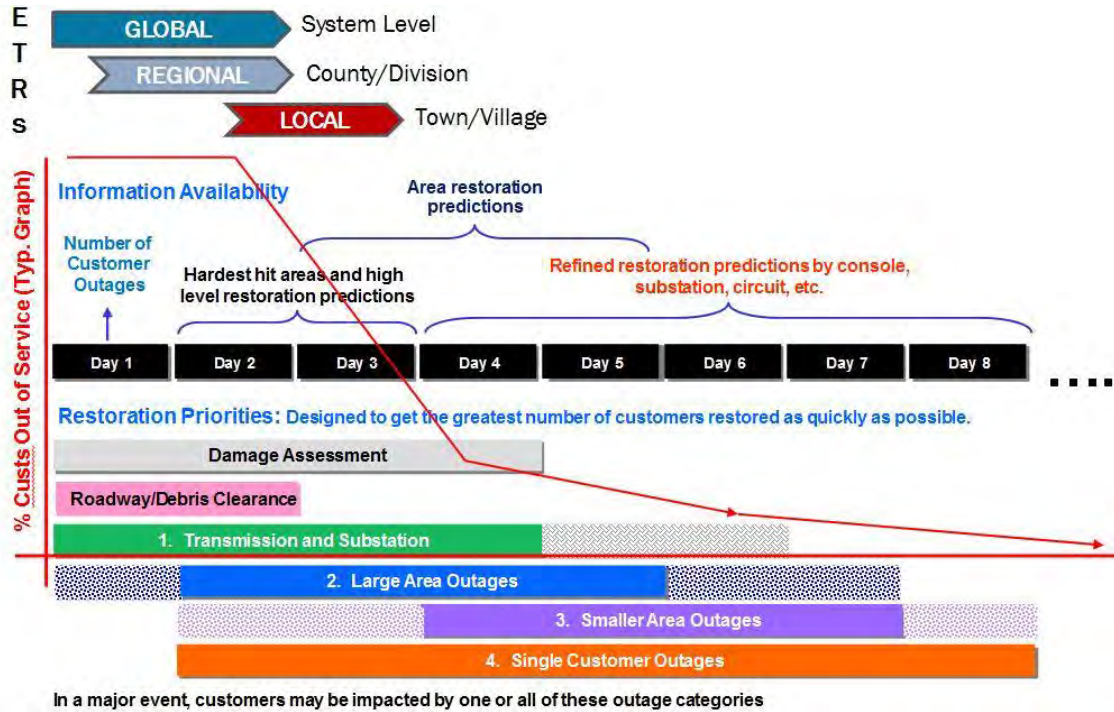 E
T
R
s
GLOBAL
System Level
REGIONAL
County/Division
LOCAL
Town/Village
% Custs Out of Service (Typ. Graph)
Information Availability
Area restoration
predictions
Number of
Customer
Outages
Hardest hit areas and high
level restoration predictions
Refined restoration predictions by console,
substation, circuit, etc.
Day 1
Day 2
Day 3
Day 4
Day 5
Day 6
Day 7
Day 8
Restoration Priorities: Designed to get the greatest number of customers restored as quickly as possible.
Damage Assessment
Roadway/Debris Clearance
1. Transmission and Substation
2. Large Area Outages
3. Smaller Area Outages
4. Single Customer Outages
In a major event, customers may be impacted by one or all of these outage categories